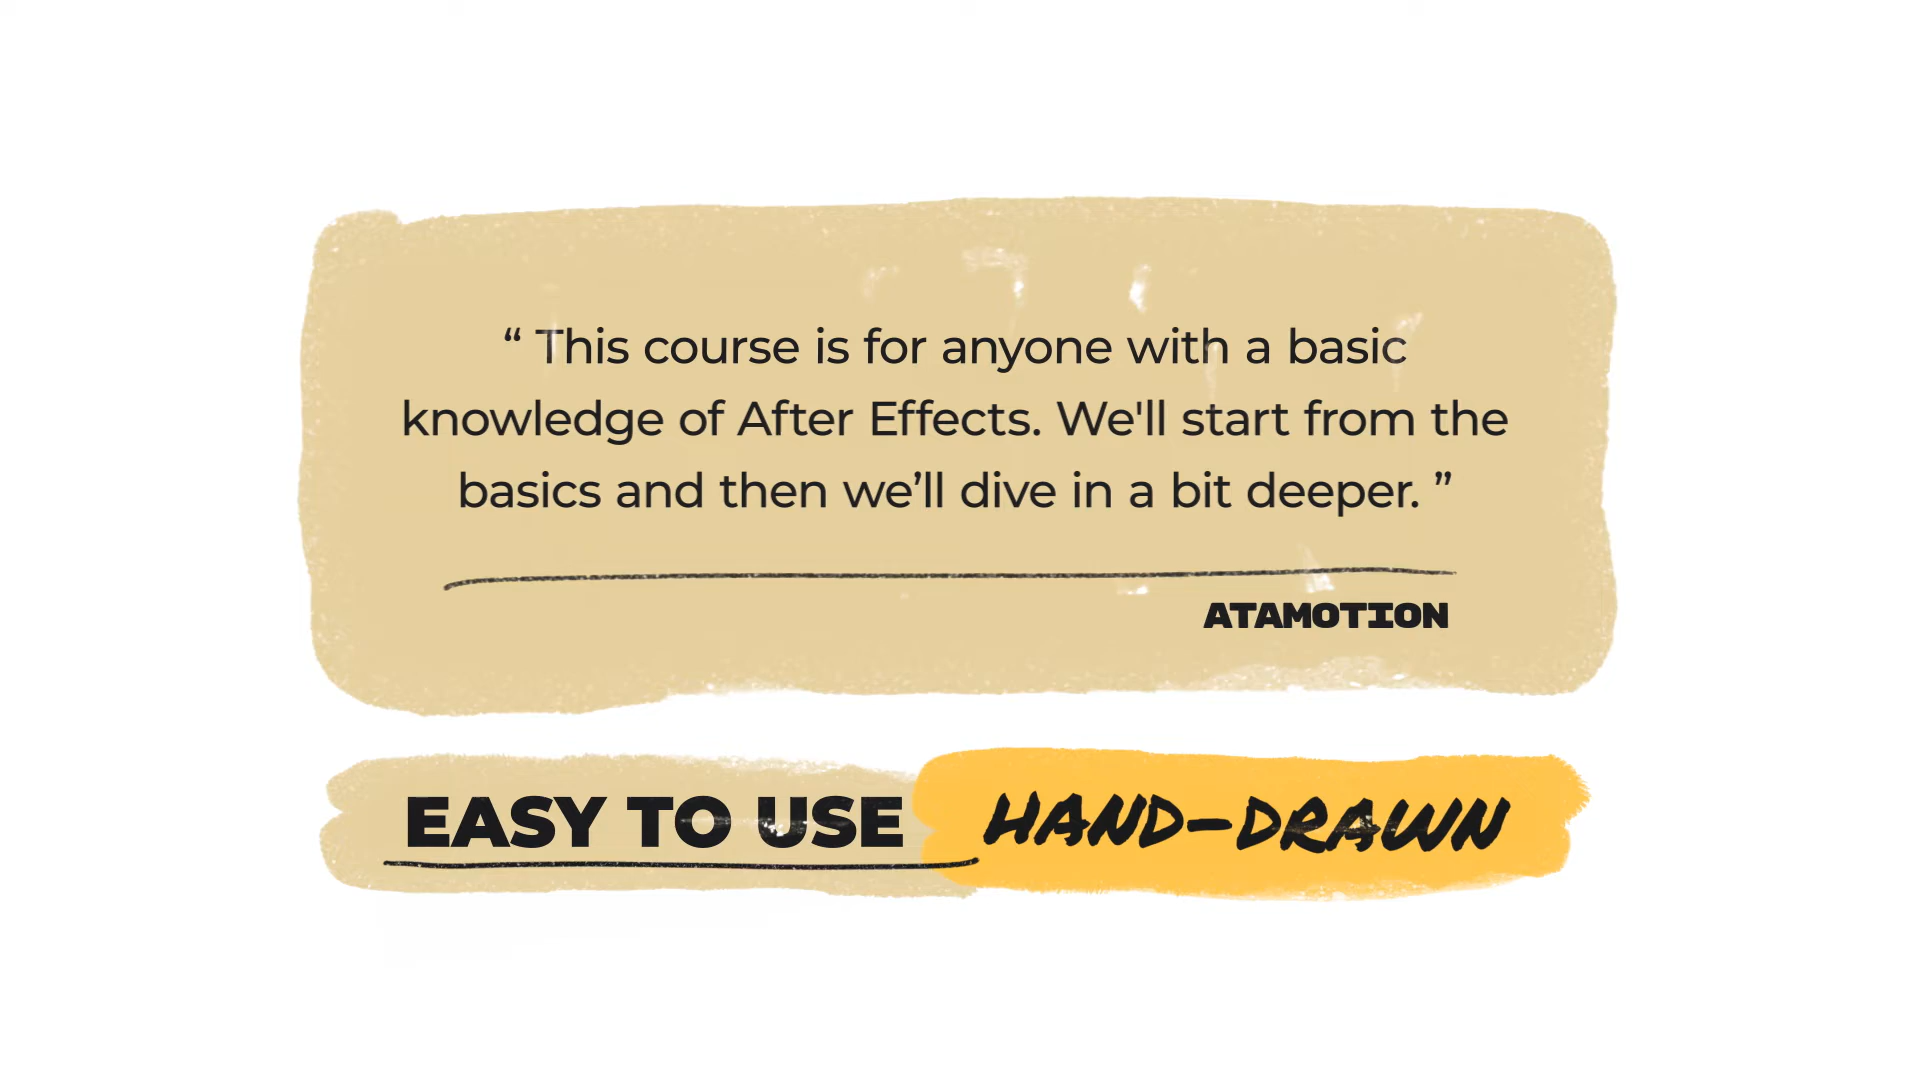 “ This course is for anyone with a basic
knowledge of After Effects. We'll start from the
basics and then we’ll dive in a bit deeper. ”
ATAMOTION
EASY TO USE
HAND-DRAWN